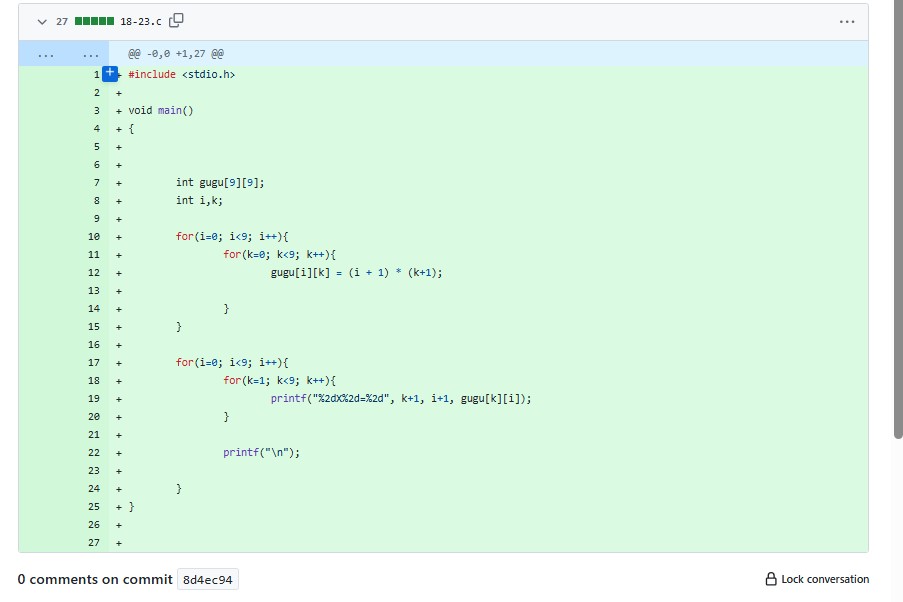 27 18-23.c
... ... @@ -0,0 +1,27 @@
1 + #include <stdio.h>
2 +
3 + void main()
4 + {
5 +
6 +
7 + int gugu[9][9];
8 + int i,k;
9 +
10 + for(i=0; i<9; i++){
11 + for(k=0; k<9; k++){
12 + gugu[i][k] = (i + 1) * (k+1);
13 +
14 + }
15 + }
16 +
17 + for(i=0; i<9; i++){
18 + for(k=1; k<9; k++){
19 + printf("%2dX%2d=%2d", k+1, i+1, gugu[k][i]);
20 + }
21 +
22 + printf("\n");
23 +
24 + }
25 + }
26 +
27 +
0 comments on commit 8d4ec94 Lock conversation